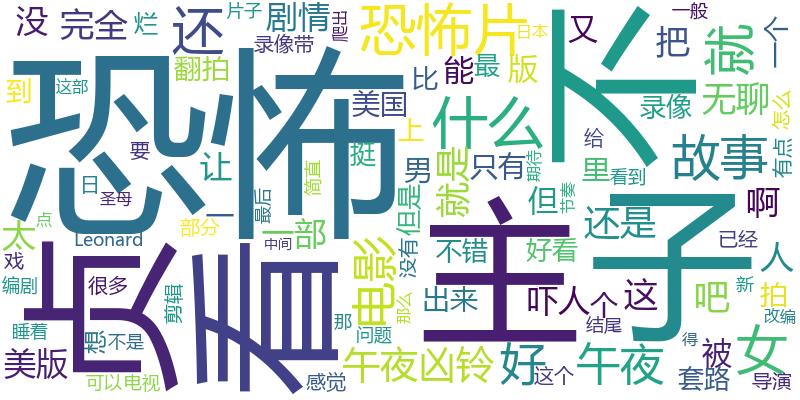 没
完全
烂
还
片子
剧情
爬出
恐怖片
日本
又
一般
把
就
一个
录像带
翻拍
这部
到
恐怖
不
比
能
最
版
美国
上
什么
录像
无聊
怎么
要
让
挺
男
就是
只有
期待
里
给
看到
故事
有点
日
圣母
一
最后
简直
但是
但
节奏
还是
啊
太
点
Leonard
部分
一部
中间
没有
不错
好看
主
子
已经
人
戏
编剧
很多
贞
看
剪辑
电影
那么
出来
吓人
个
这
吧
新
拍
睡着
想
不是
那
问题
结尾
改编
美版
可以
电视
感觉
午夜凶铃
好
这个
午夜
套路
被
得
女
导演